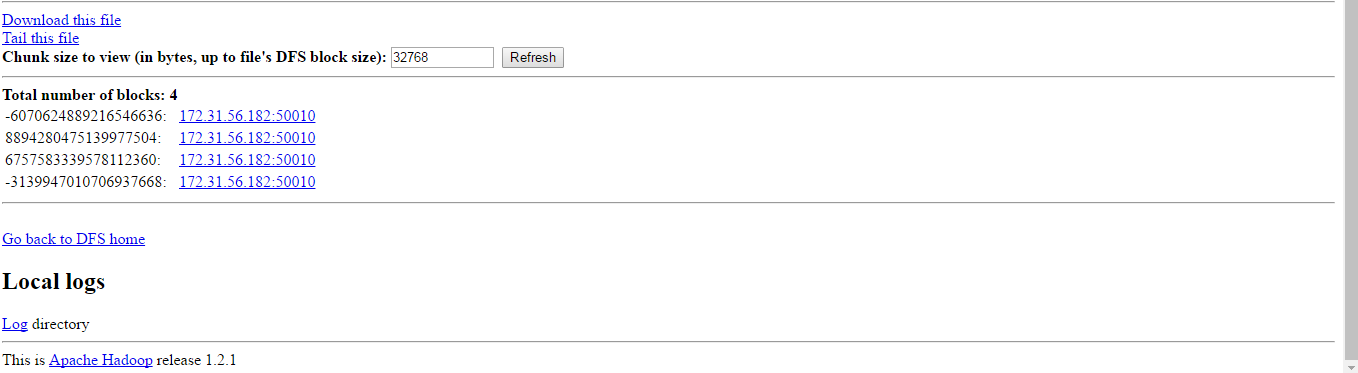 Download this file
Tail this file
Chunk size to view (in bytes, up to file's DFS block size): 32768 Refresh
Total number of blocks: 4
-6070624889216546636: 172.31.56.182:50010
8894280475139977504: 172.31.56.182:50010
6757583339578112360: 172.31.56.182:50010
-3139947010706937668: 172.31.56.182:50010
Go back to DFS home
Local logs
Log directory
This is Apache Hadoop release 1.2.1